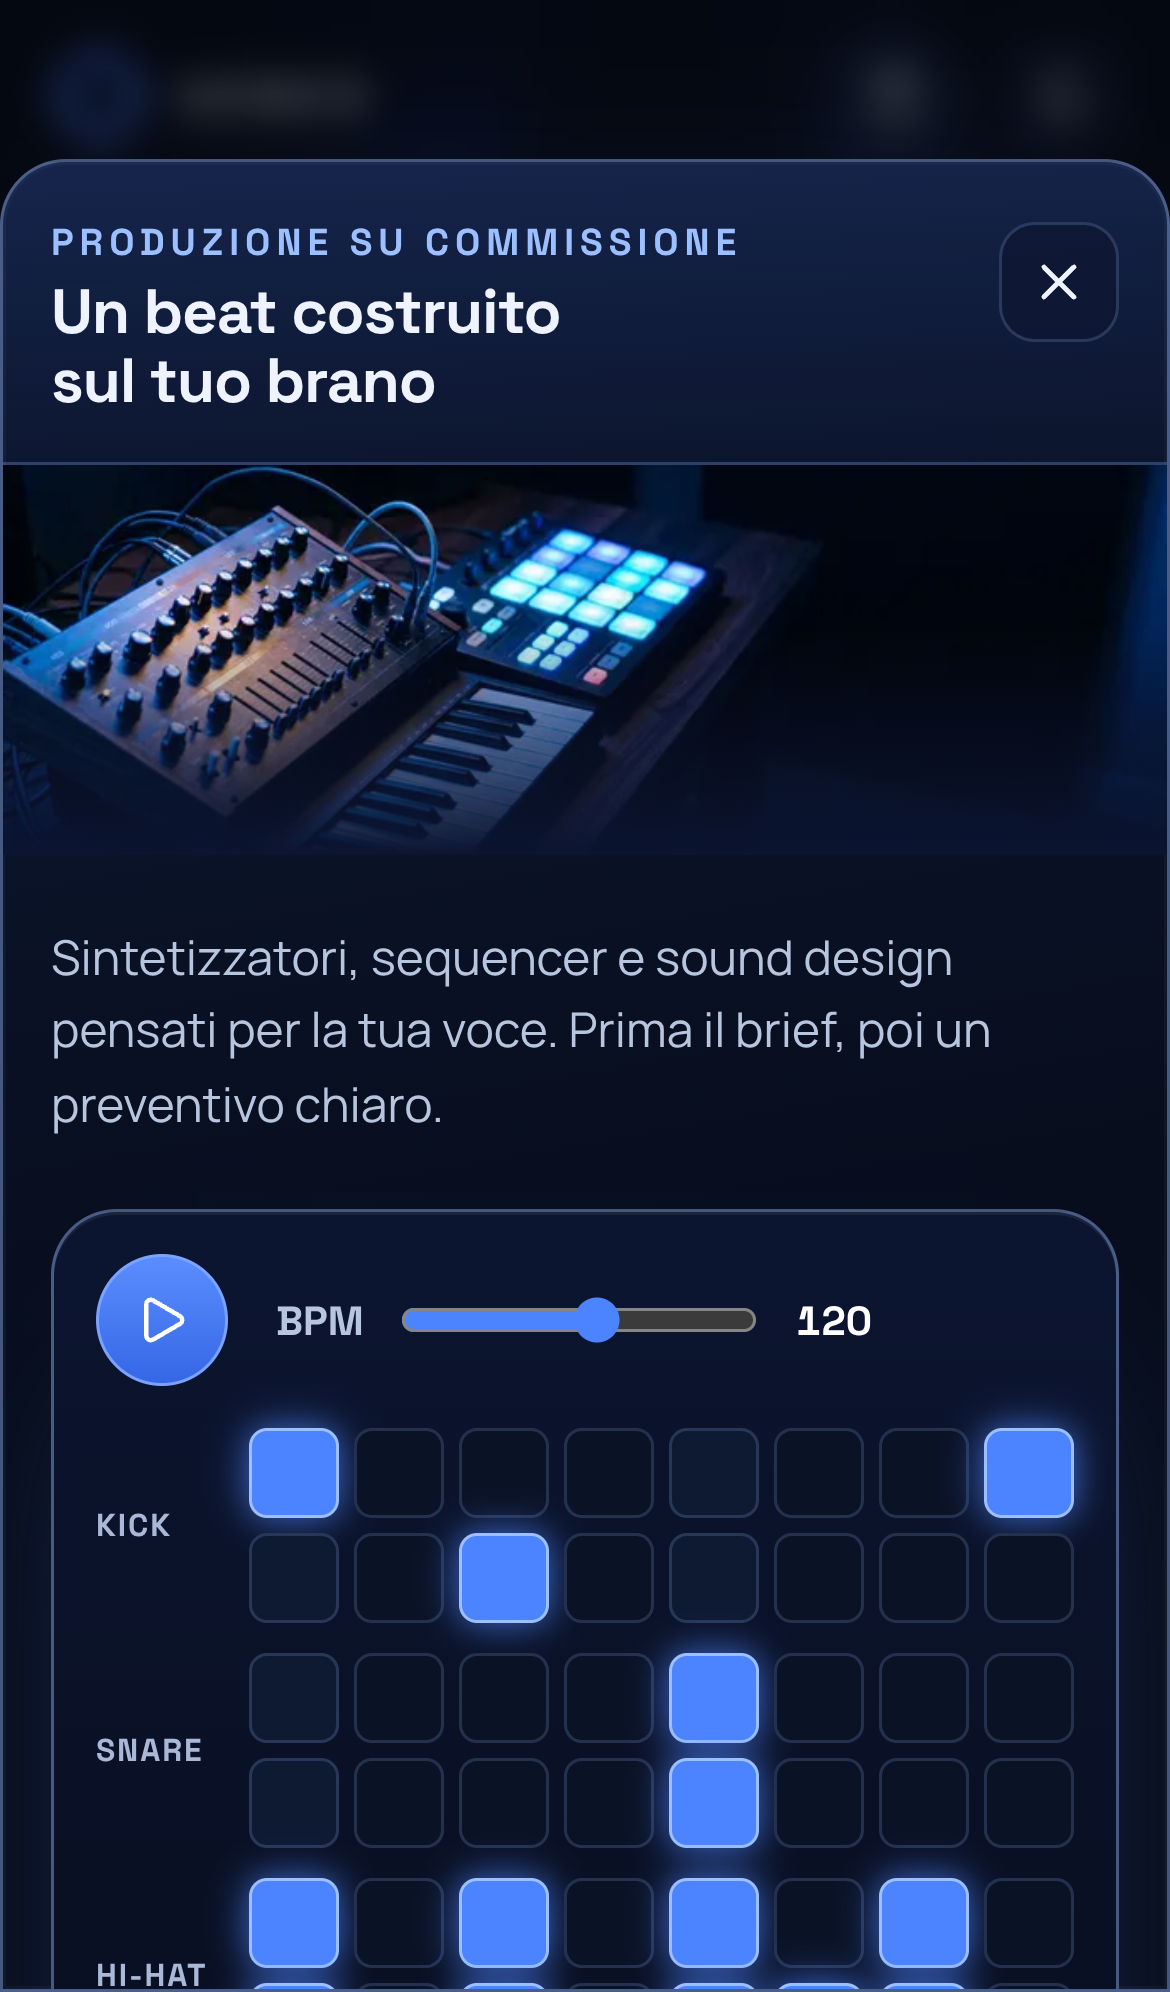 PRODUZIONE SU COMMISSIONE
Un beat costruito
sul tuo brano
Sintetizzatori, sequencer e sound design
pensati per la tua voce. Prima il brief, poi un
preventivo chiaro.
BPM 120
KICK
SNARE
HI-HAT